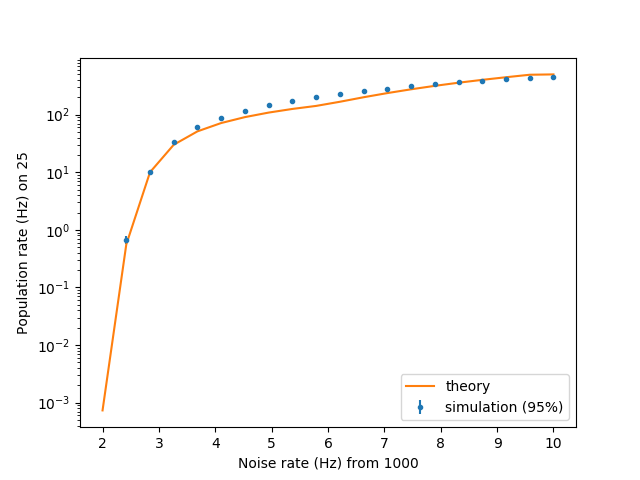 Population rate (Hz) on 25
10²
10¹
10⁰
10⁻¹
10⁻²
10⁻³
theory
simulation (95%)
2 3 4 5 6 7 8 9 10
Noise rate (Hz) from 1000